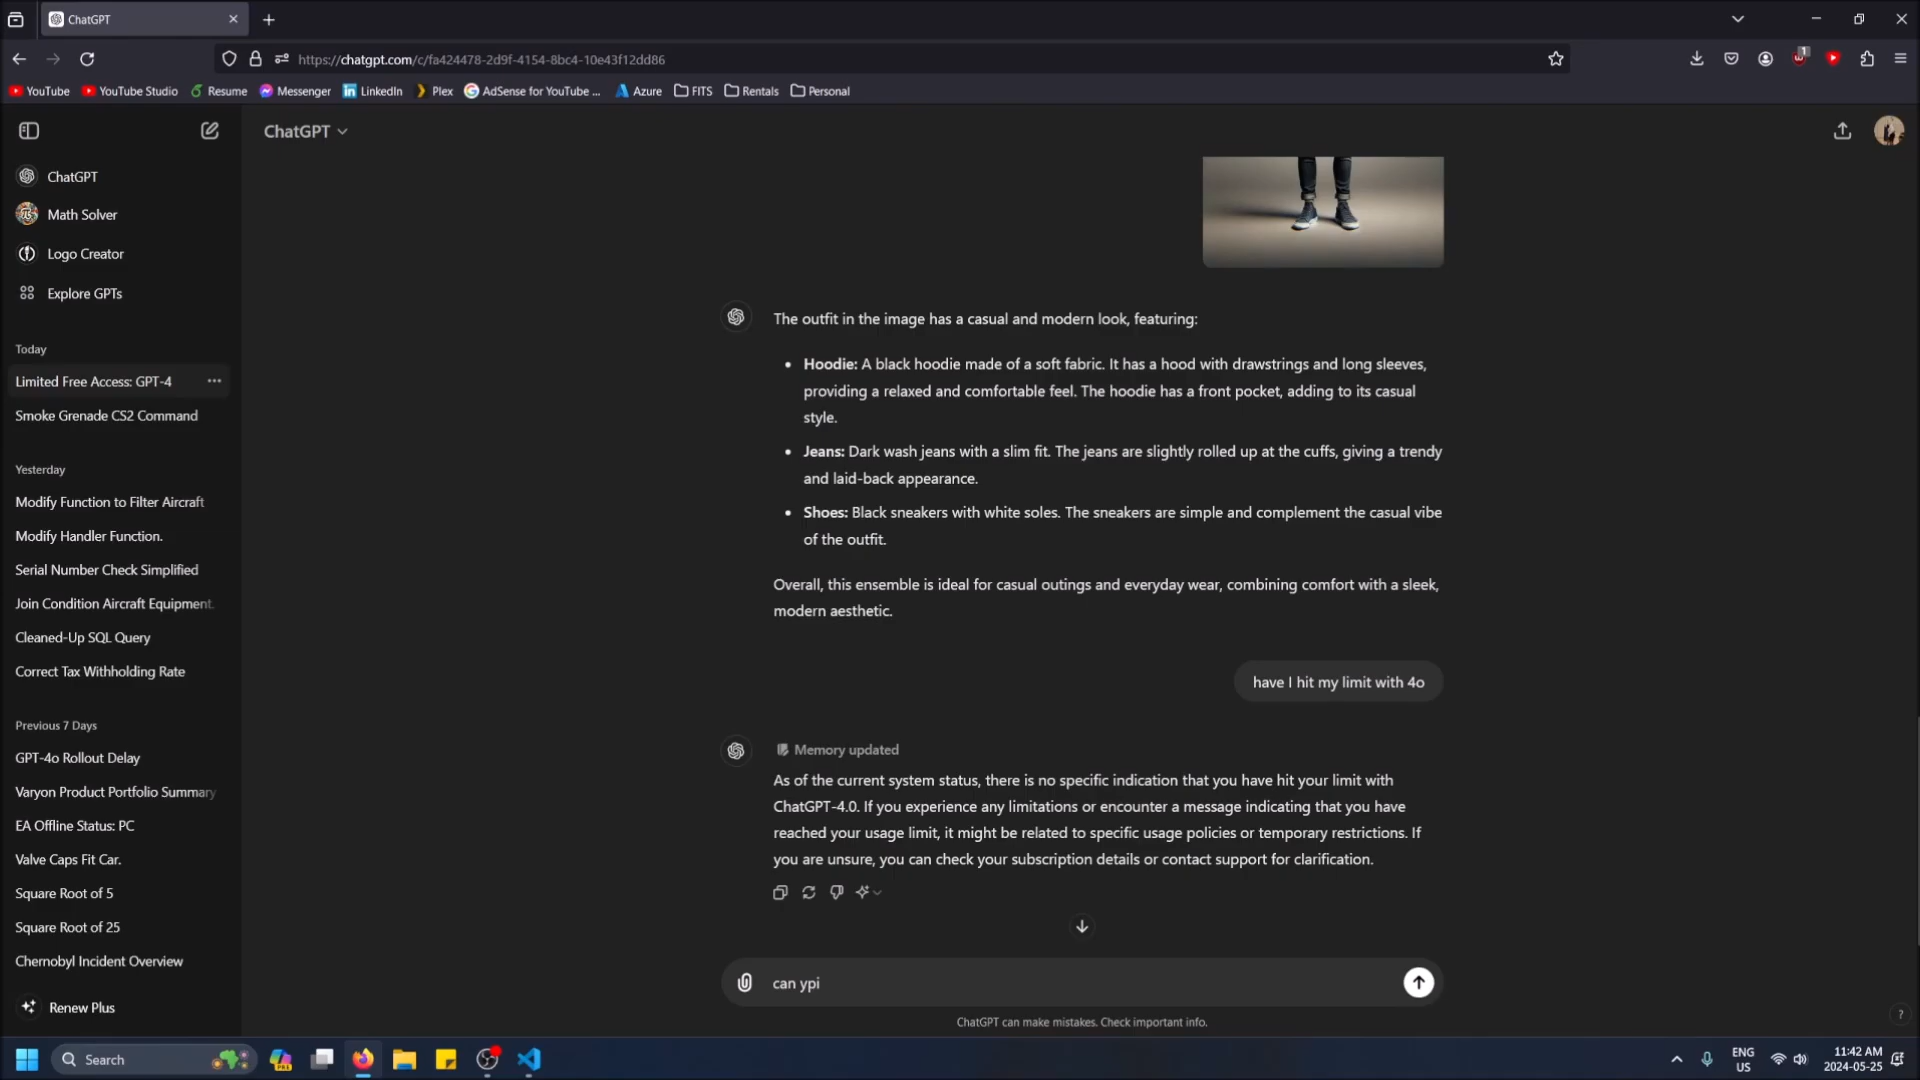 ChatGPT
https://chatgpt.com/c/fa424478-2d9f-4154-8bc4-10e43f12dd86
1
YouTube
YouTube Studio
Resume
Messenger
LinkedIn
Plex
AdSense for YouTube ...
Azure
FITS
Rentals
Personal
ChatGPT
ChatGPT
Math Solver
Logo Creator
Explore GPTs
Today
Limited Free Access: GPT-4
Smoke Grenade CS2 Command
Yesterday
Modify Function to Filter Aircraft
Modify Handler Function.
Serial Number Check Simplified
Join Condition Aircraft Equipment.
Cleaned-Up SQL Query
Correct Tax Withholding Rate
Previous 7 Days
GPT-4o Rollout Delay
Varyon Product Portfolio Summary
EA Offline Status: PC
Valve Caps Fit Car.
Square Root of 5
Square Root of 25
Chernobyl Incident Overview
Renew Plus
The outfit in the image has a casual and modern look, featuring:
• Hoodie: A black hoodie made of a soft fabric. It has a hood with drawstrings and long sleeves,
providing a relaxed and comfortable feel. The hoodie has a front pocket, adding to its casual
style.
• Jeans: Dark wash jeans with a slim fit. The jeans are slightly rolled up at the cuffs, giving a trendy
and laid-back appearance.
• Shoes: Black sneakers with white soles. The sneakers are simple and complement the casual vibe
of the outfit.
Overall, this ensemble is ideal for casual outings and everyday wear, combining comfort with a sleek,
modern aesthetic.
have I hit my limit with 4o
Memory updated
As of the current system status, there is no specific indication that you have hit your limit with
ChatGPT-4.0. If you experience any limitations or encounter a message indicating that you have
reached your usage limit, it might be related to specific usage policies or temporary restrictions. If
you are unsure, you can check your subscription details or contact support for clarification.
can ypi
ChatGPT can make mistakes. Check important info.
?
Search
ENG
US
11:42 AM
2024-05-25